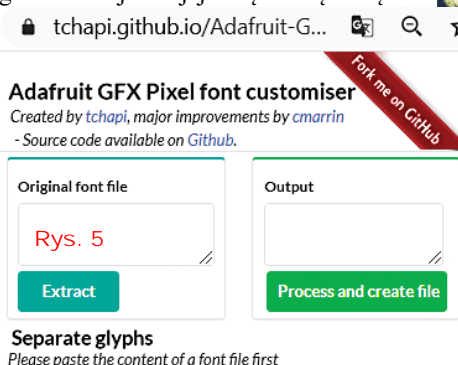 tchapi.github.io/Adafruit-G...
Fork me on GitHub
Adafruit GFX Pixel font customiser
Created by tchapi, major improvements by cmarrin
- Source code available on Github.
Original font file
Output
Rys. 5
Extract
Process and create file
Separate glyphs
Please paste the content of a font file first